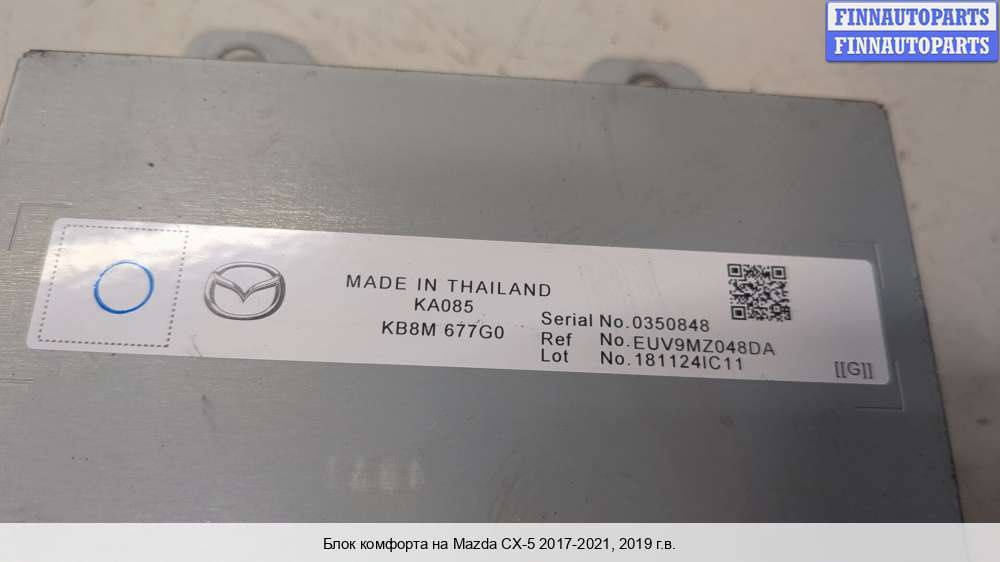 FINNAUTOPARTS
FINNAUTOPARTS
MADE IN THAILAND
KA085
KB8M 677G0
Serial No.0350848
Ref No.EUV9MZ048DA
Lot No.181124IC11
[[G]]
Блок комфорта на Mazda CX-5 2017-2021, 2019 г.в.